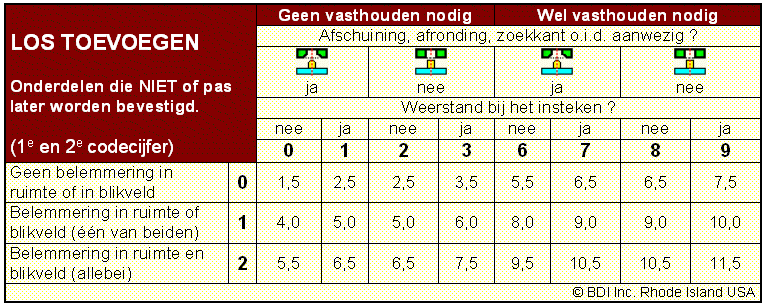 Geen vasthouden nodig Wel vasthouden nodig
LOS TOEVOEGEN
Afschuining, afronding, zoekkant o.i.d. aanwezig ?
Onderdelen die NIET of pas
later worden bevestigd.
ja nee ja nee
Weerstand bij het insteken ?
nee ja nee ja nee ja nee ja
(1e en 2e codecijfer)
0 1 2 3 6 7 8 9
Geen belemmering in
ruimte of in blikveld
0 1,5 2,5 2,5 3,5 5,5 6,5 6,5 7,5
Belemmering in ruimte of
blikveld (één van beiden)
1 4,0 5,0 5,0 6,0 8,0 9,0 9,0 10,0
Belemmering in ruimte en
blikveld (allebei)
2 5,5 6,5 6,5 7,5 9,5 10,5 10,5 11,5
© BDI Inc. Rhode Island USA